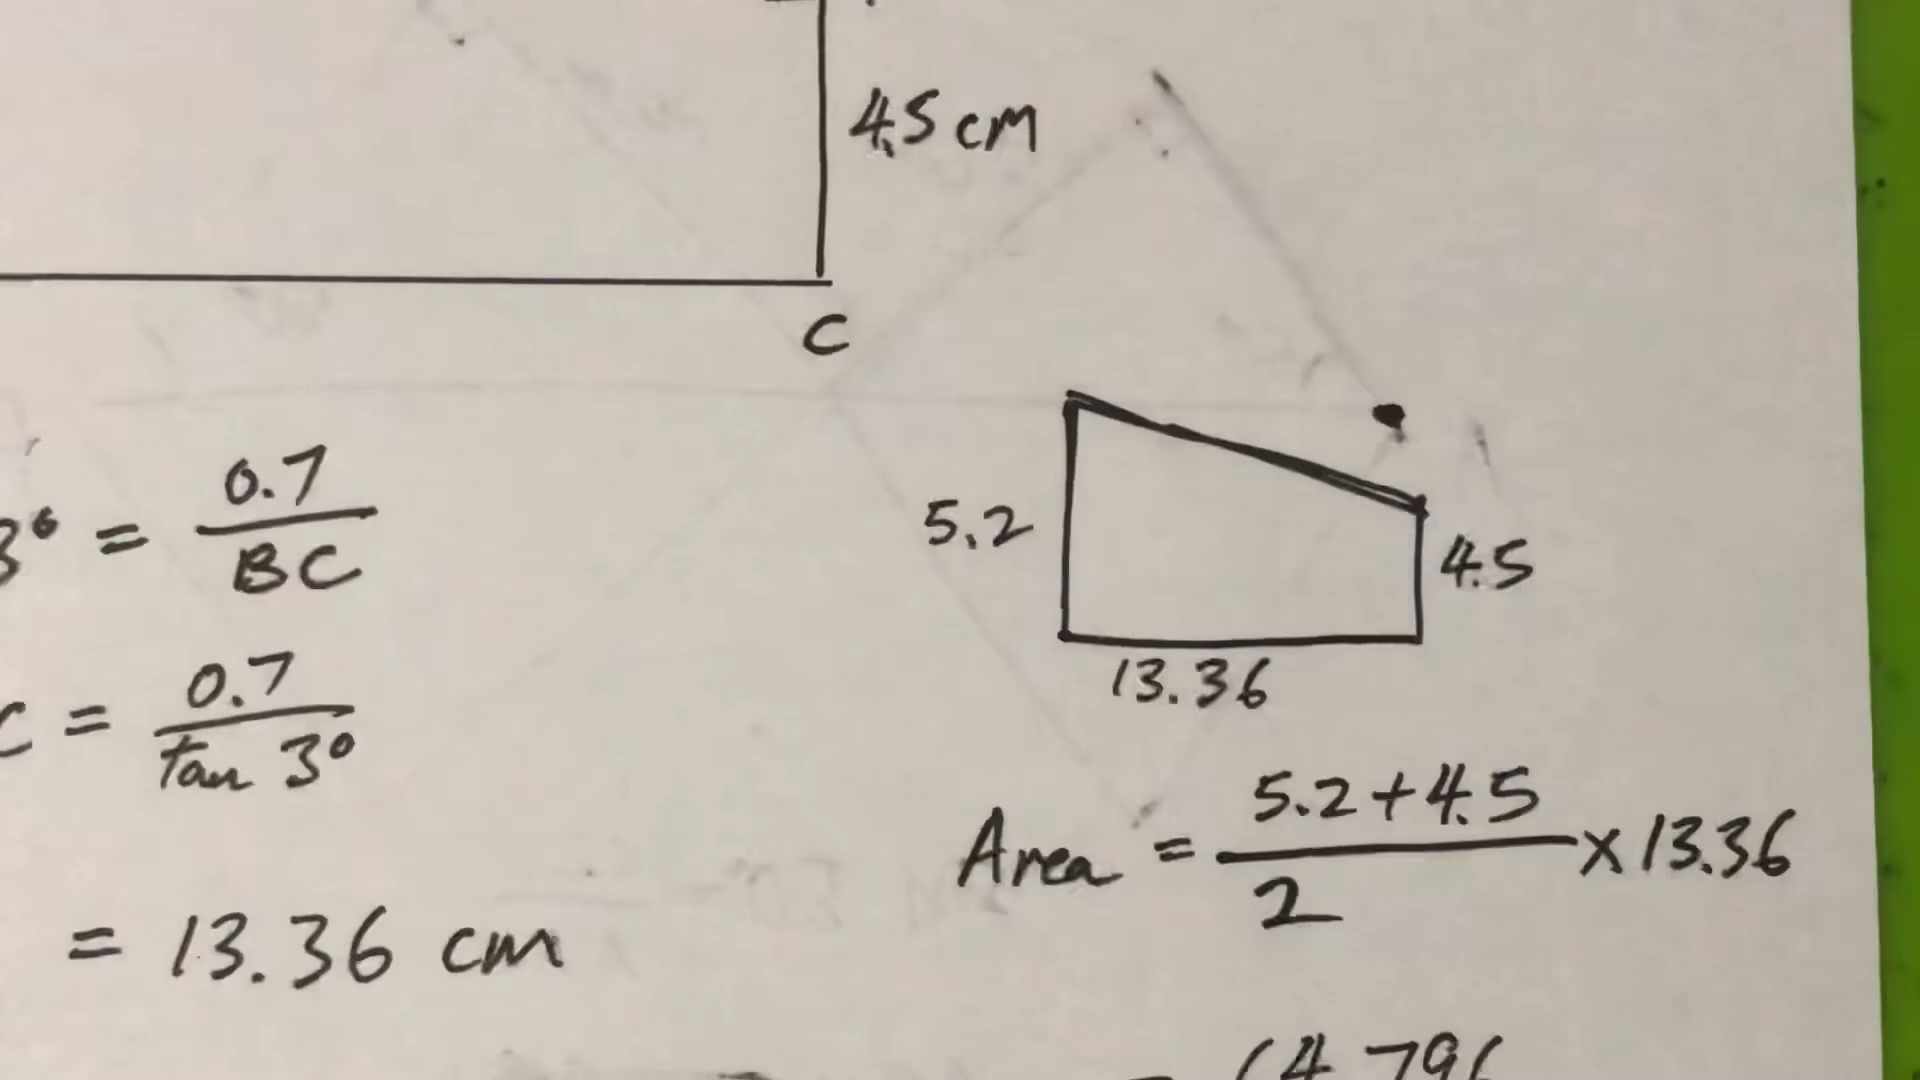 4.5 cm
C
3° = 0.7 / BC
C = 0.7 / tan 3°
= 13.36 cm
5.2
4.5
13.36
Area = 5.2 + 4.5 / 2 × 13.36